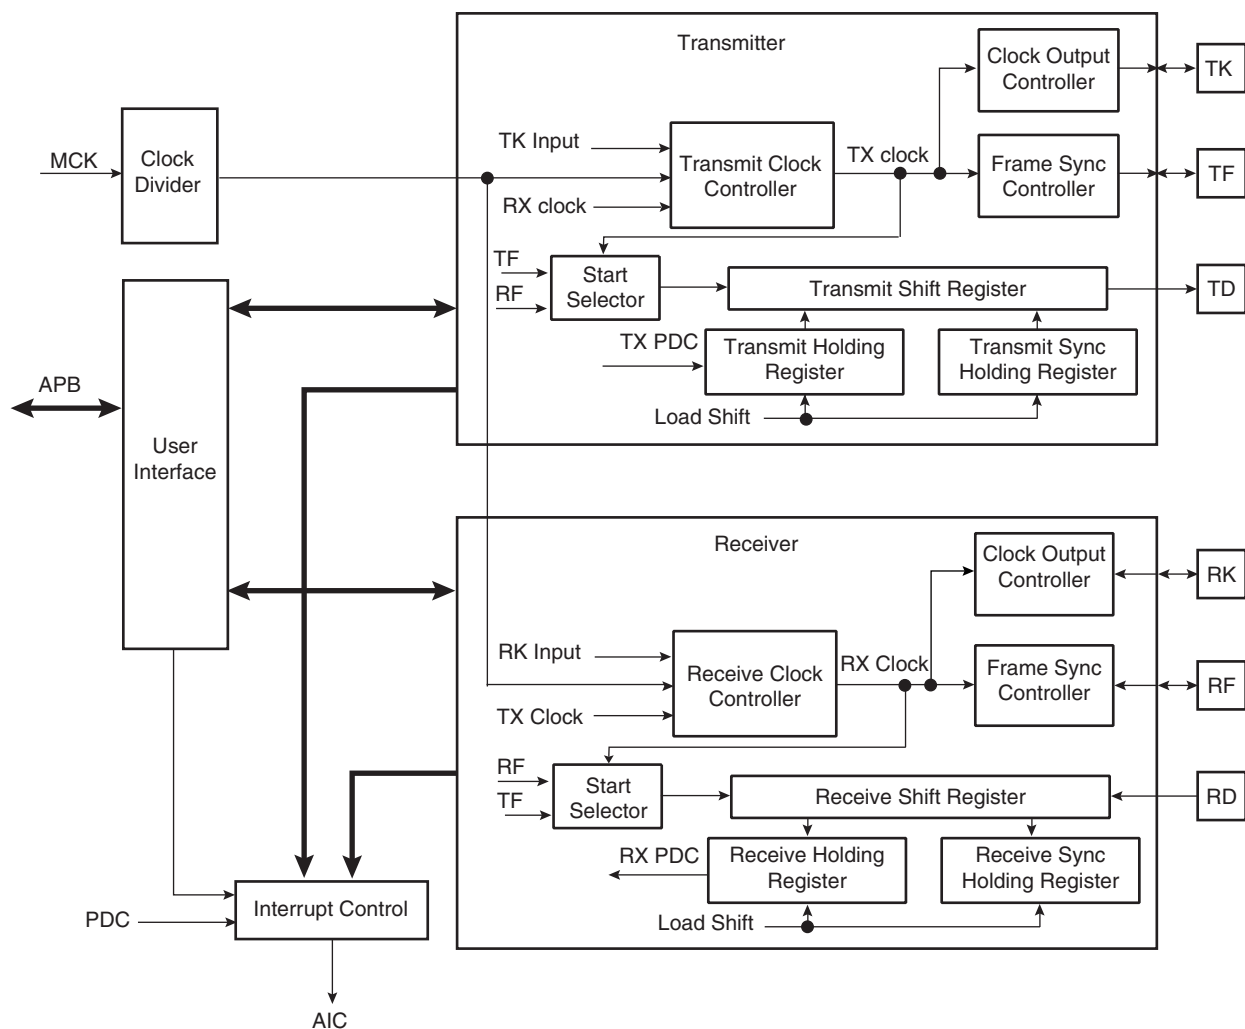 Transmitter
Clock Output
Controller
TK
MCK
Clock
Divider
TK Input
Transmit Clock
Controller
TX clock
Frame Sync
Controller
TF
RX clock
TF
RF
Start
Selector
Transmit Shift Register
TD
TX PDC
Transmit Holding
Register
Transmit Sync
Holding Register
Load Shift
APB
User
Interface
Receiver
Clock Output
Controller
RK
RK Input
Receive Clock
Controller
RX Clock
Frame Sync
Controller
RF
TX Clock
RF
TF
Start
Selector
Receive Shift Register
RD
RX PDC
Receive Holding
Register
Receive Sync
Holding Register
Load Shift
PDC
Interrupt Control
AIC